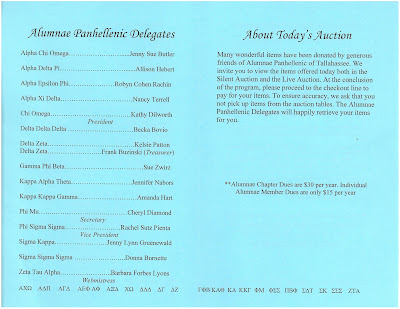 Alumnae Panhellenic Delegates
Alpha Chi Omega....................Jenny Sue Butler
Alpha Delta Pi........................Allison Hebert
Alpha Epsilon Phi...............Robyn Cohen Rachin
Alpha Xi Delta........................Nancy Terrell
Chi Omega........................Kathy Dilworth
President
Delta Delta Delta........................Becka Bovio
Delta Zeta........................Kelsie Patton
Delta Zeta...............Frank Buzinski (Treasurer)
Gamma Phi Beta........................Sue Zwirz
Kappa Alpha Theta..................Jennifer Nabors
Kappa Kappa Gamma..................Amanda Hart
Phi Mu........................Cheryl Diamond
Secretary
Phi Sigma Sigma...............Rachel Sutz Pienta
Vice President
Sigma Kappa...............Jenny Lynn Greenewald
Sigma Sigma Sigma ..................Donna Burnette
Zeta Tau Alpha...............Barbara Forbes Lyons
Webmistress
ΑΧΩ ΑΔΠ ΑΓΔ ΑΕΦ ΑΦ ΑΞΔ ΧΩ ΔΔΔ ΔΓ ΔΖ
About Today's Auction
Many wonderful items have been donated by generous
friends of Alumnae Panhellenic of Tallahassee. We
invite you to view the items offered today both in the
Silent Auction and the Live Auction. At the conclusion
of the program, please proceed to the checkout line to
pay for your items. To ensure accuracy, we ask that you
not pick up items from the auction tables. The Alumnae
Panhellenic Delegates will happily retrieve your items
for you.
**Alumnae Chapter Dues are $30 per year. Individual
Alumnae Member Dues are only $15 per year
ΓΦΒ ΚΑΘ ΚΔ ΚΚΓ ΦΜ ΦΣΣ ΠΒΦ ΣΔΤ ΣΚ ΣΣΣ ΖΤΑ